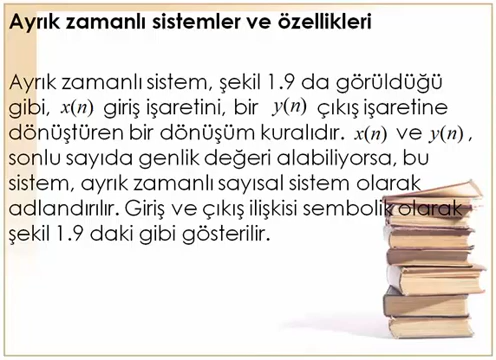 Ayrık zamanlı sistemler ve özellikleri
Ayrık zamanlı sistem, şekil 1.9 da görüldüğü
gibi, x(n) giriş işaretini, bir y(n) çıkış işaretine
dönüştüren bir dönüşüm kuralıdır. x(n) ve y(n) ,
sonlu sayıda genlik değeri alabiliyorsa, bu
sistem, ayrık zamanlı sayısal sistem olarak
adlandırılır. Giriş ve çıkış ilişkisi sembolik olarak
şekil 1.9 daki gibi gösterilir.